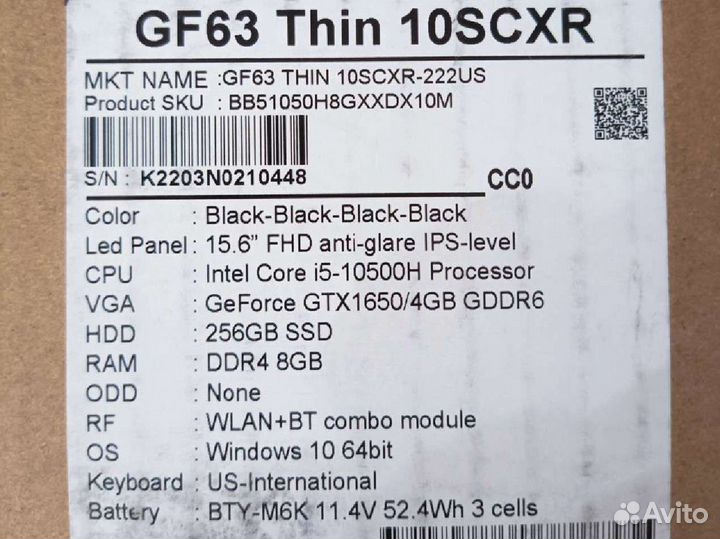 GF63 Thin 10SCXR
MKT NAME :GF63 THIN 10SCXR-222US
Product SKU : BB51050H8GXXDX10M
S/N : K2203N0210448
CC0
Color : Black-Black-Black-Black
Led Panel: 15.6” FHD anti-glare IPS-level
CPU : Intel Core i5-10500H Processor
VGA : GeForce GTX1650/4GB GDDR6
HDD : 256GB SSD
RAM : DDR4 8GB
ODD : None
RF : WLAN+BT combo module
OS : Windows 10 64bit
Keyboard : US-International
Battery : BTY-M6K 11.4V 52.4Wh 3 cells
Avito